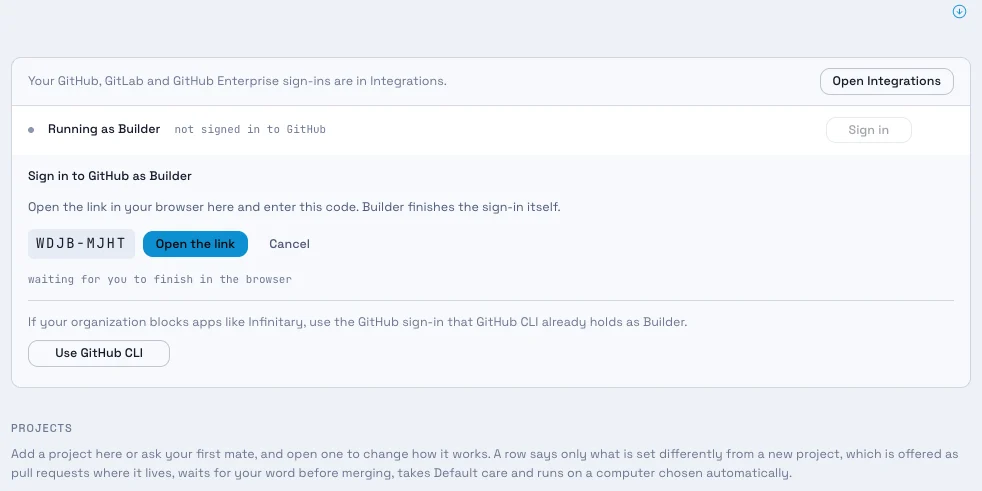 Your GitHub, GitLab and GitHub Enterprise sign-ins are in Integrations.
Open Integrations
Running as Builder
not signed in to GitHub
Sign in
Sign in to GitHub as Builder
Open the link in your browser here and enter this code. Builder finishes the sign-in itself.
WDJB-MJHT
Open the link
Cancel
waiting for you to finish in the browser
If your organization blocks apps like Infinitary, use the GitHub sign-in that GitHub CLI already holds as Builder.
Use GitHub CLI
PROJECTS
Add a project here or ask your first mate, and open one to change how it works. A row says only what is set differently from a new project, which is offered as
pull requests where it lives, waits for your word before merging, takes Default care and runs on a computer chosen automatically.